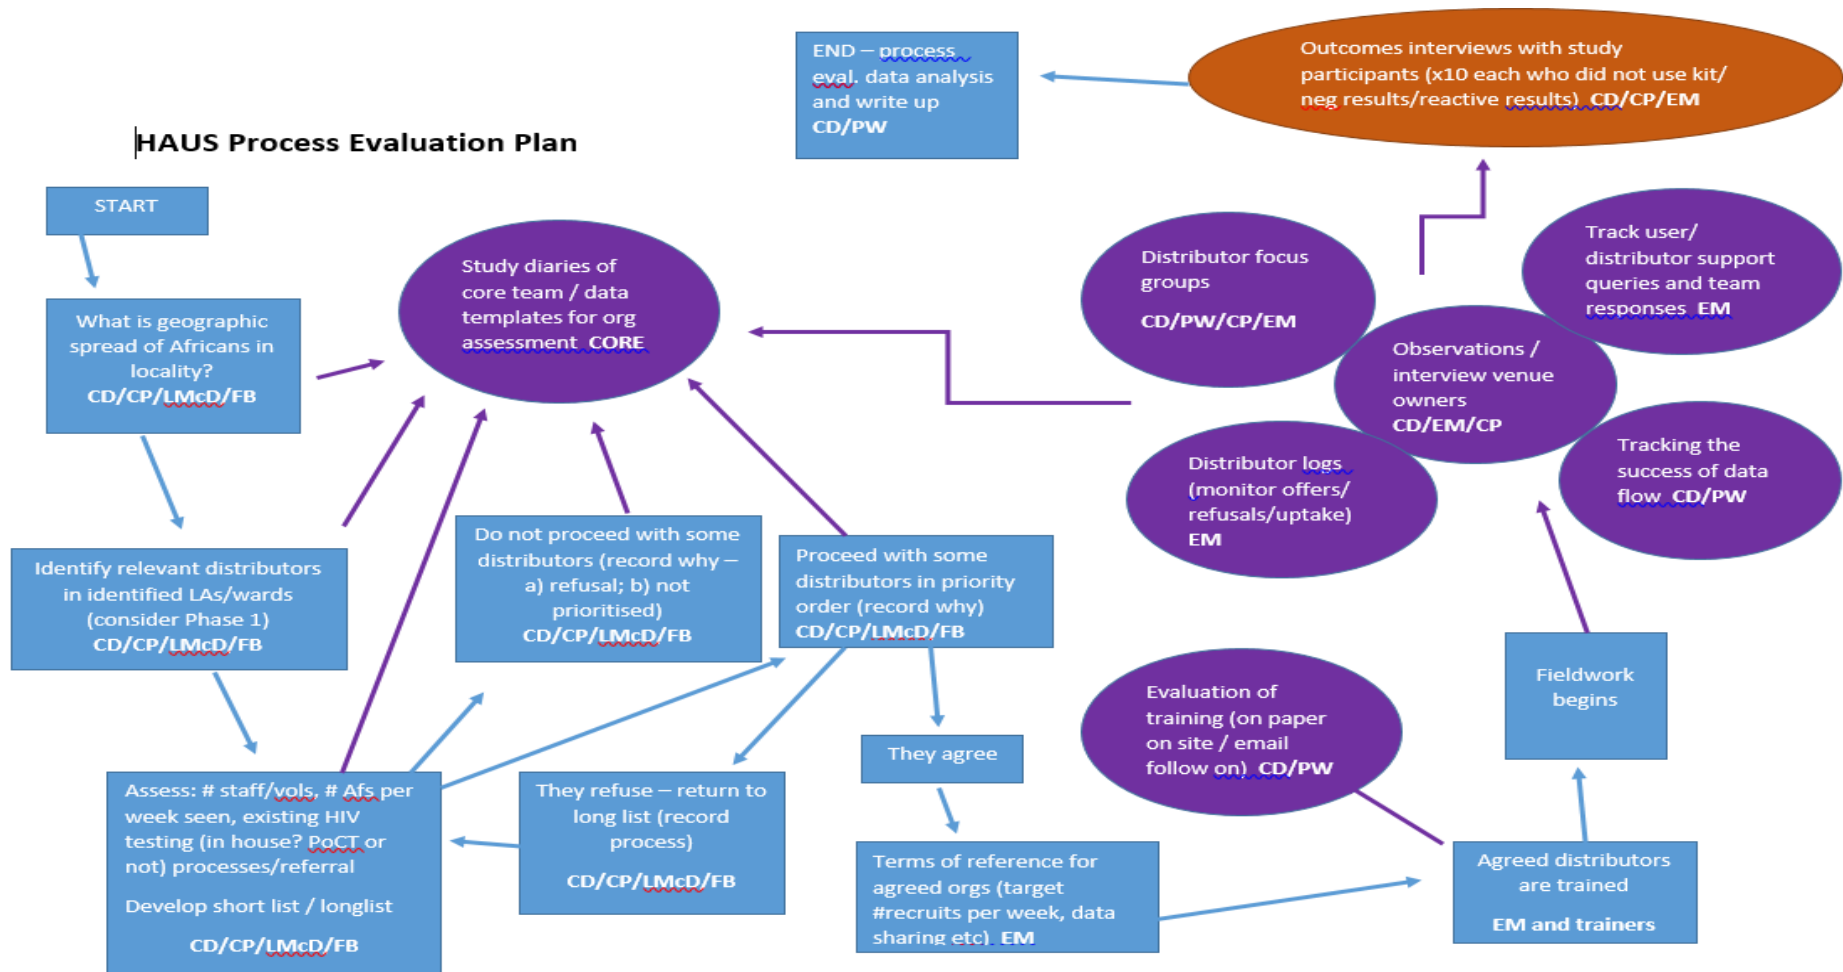 HAUS Process Evaluation Plan
START
What is geographic
spread of Africans in
locality?
CD/CP/LMcD/FB
Identify relevant distributors
in identified LAs/wards
(consider Phase 1)
CD/CP/LMcD/FB
Assess: # staff/vols, # Afs per
week seen, existing HIV
testing (in house? PoCT or
not) processes/referral
Develop short list / longlist
CD/CP/LMcD/FB
Study diaries of
core team / data
templates for org
assessment CORE
Do not proceed with some
distributors (record why –
a) refusal; b) not
prioritised)
CD/CP/LMcD/FB
Proceed with some
distributors in priority
order (record why)
CD/CP/LMcD/FB
They refuse – return to
long list (record
process)
CD/CP/LMcD/FB
They agree
Terms of reference for
agreed orgs (target
#recruits per week, data
sharing etc) EM
Agreed distributors
are trained
EM and trainers
Evaluation of
training (on paper
on site / email
follow on) CD/PW
Fieldwork
begins
Distributor focus
groups
CD/PW/CP/EM
Track user/
distributor support
queries and team
responses EM
Observations /
interview venue
owners
CD/EM/CP
Distributor logs
(monitor offers/
refusals/uptake)
EM
Tracking the
success of data
flow CD/PW
Outcomes interviews with study
participants (x10 each who did not use kit/
neg results/reactive results) CD/CP/EM
END – process
eval. data analysis
and write up
CD/PW